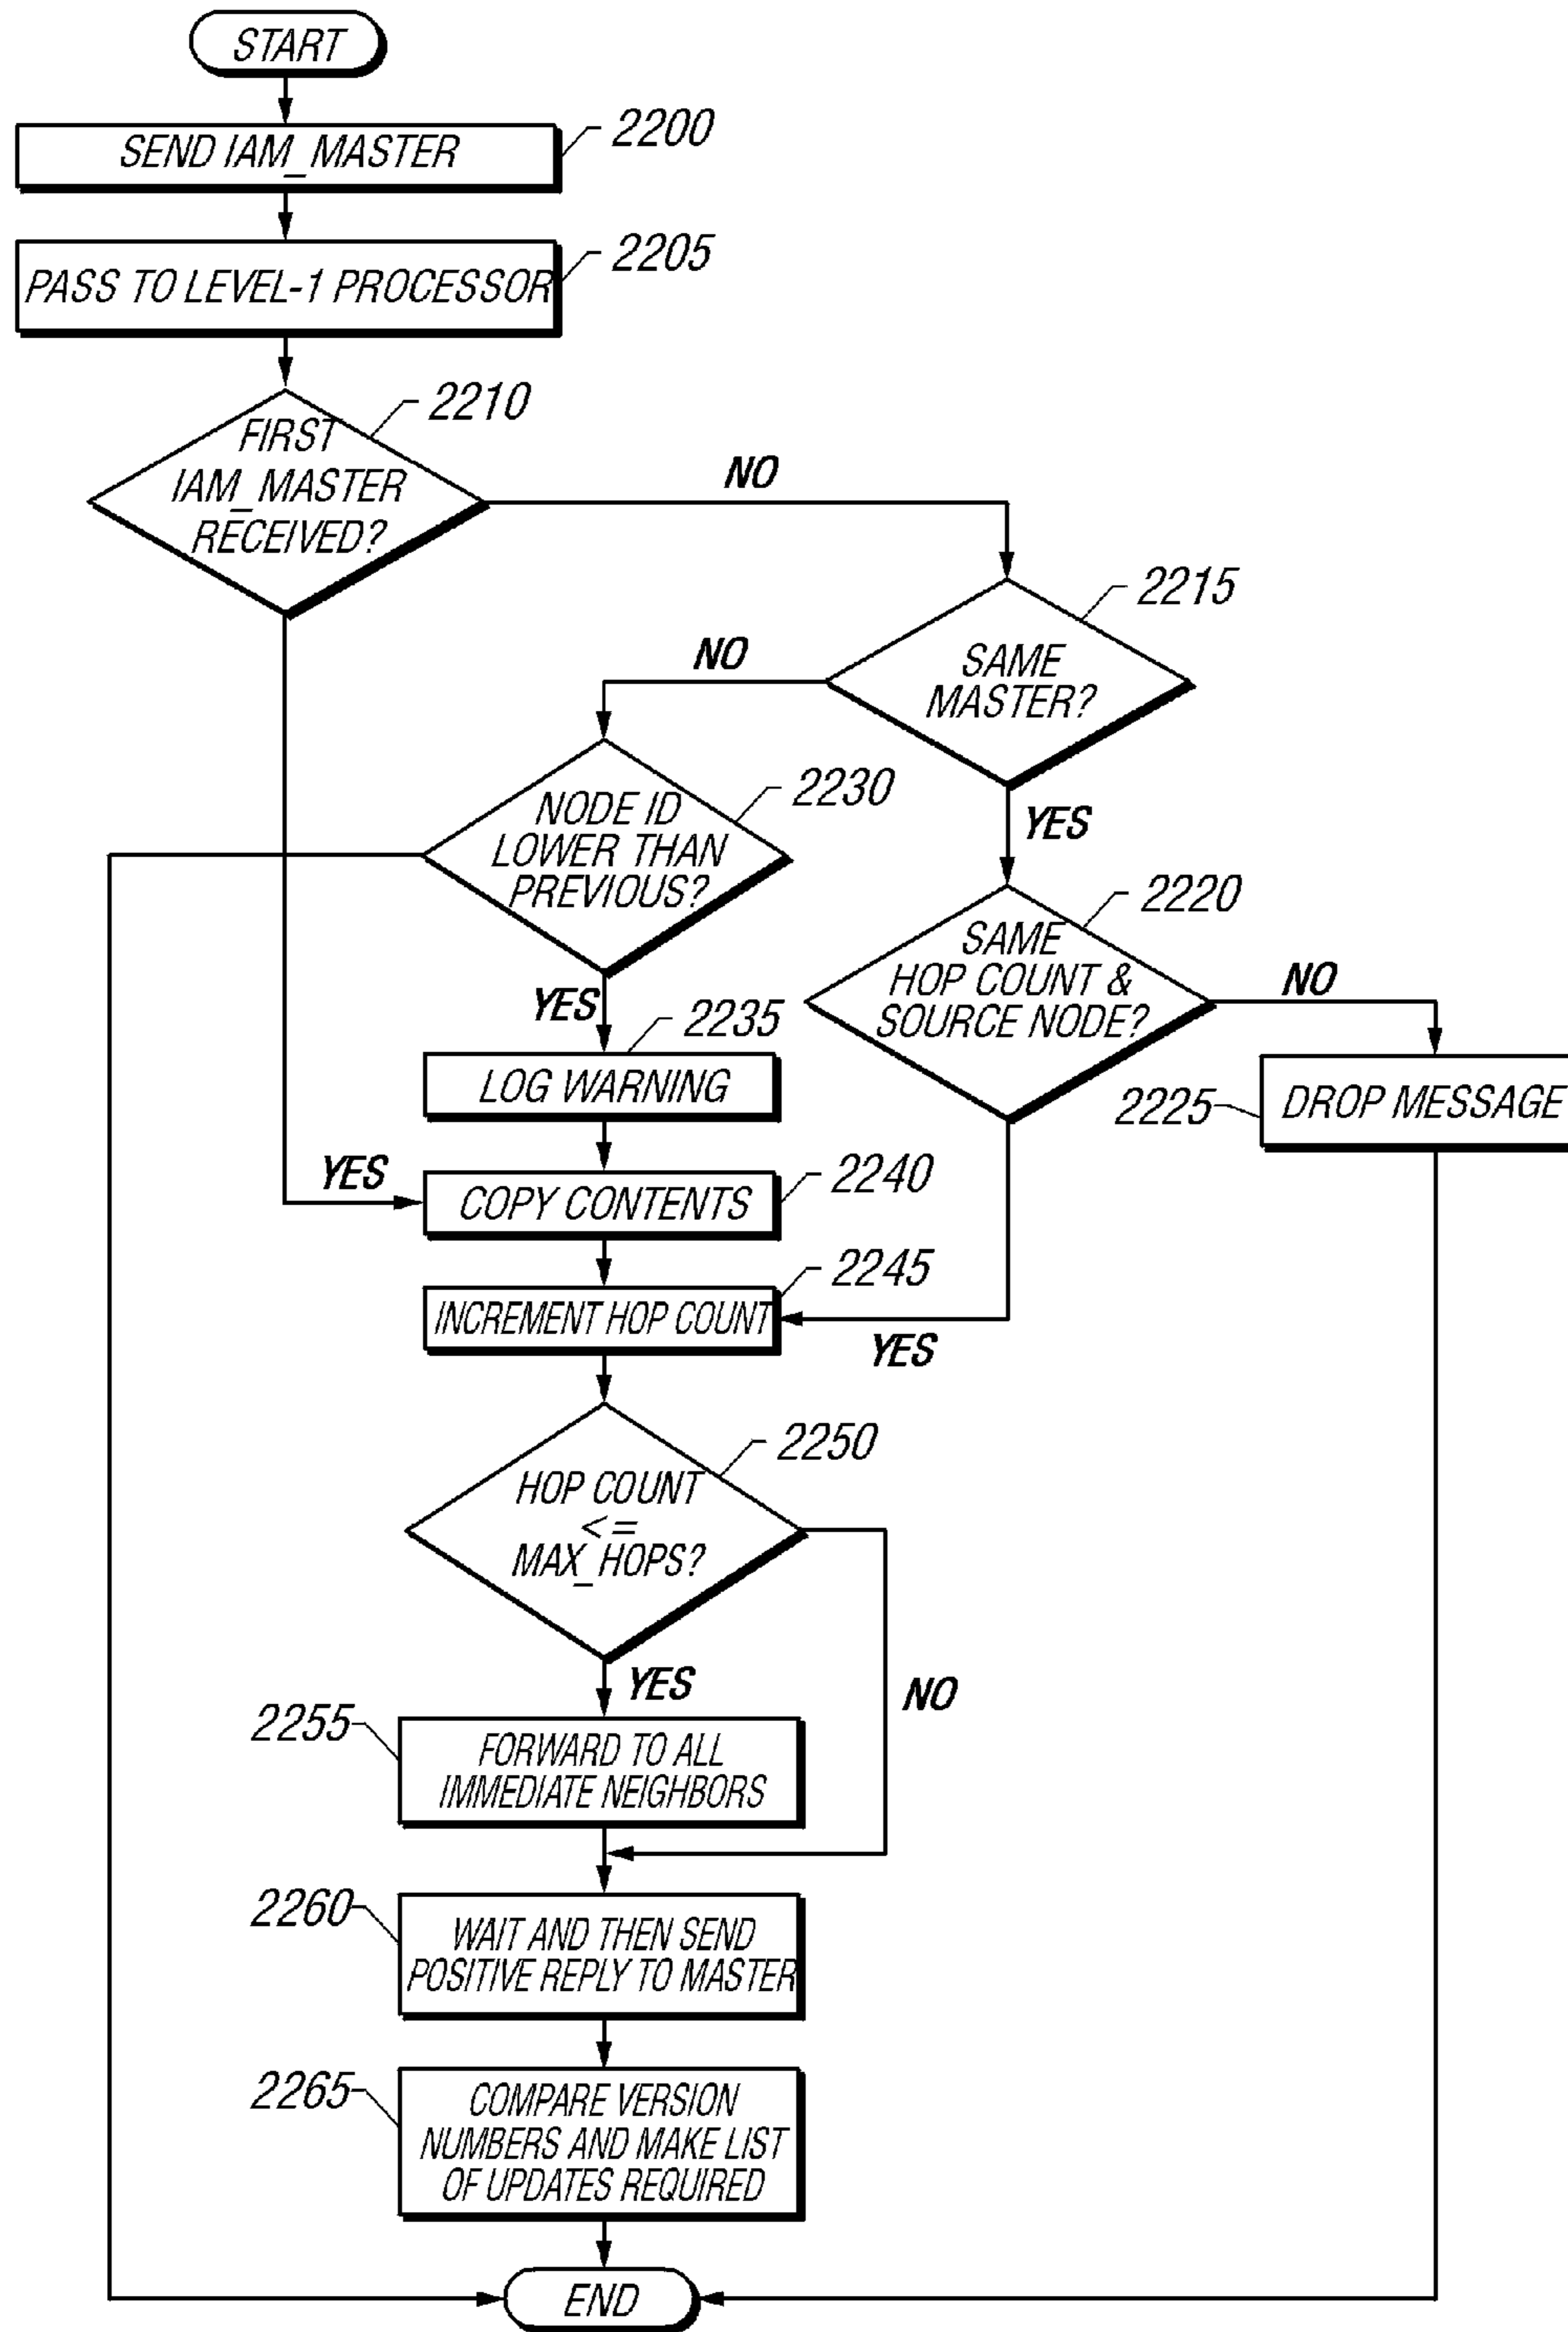 START
SEND IAM_MASTER
2200
PASS TO LEVEL-1 PROCESSOR
2205
FIRST
IAM_MASTER
RECEIVED?
2210
NO
SAME
MASTER?
2215
NO
YES
NODE ID
LOWER THAN
PREVIOUS?
2230
YES
SAME
HOP COUNT &
SOURCE NODE?
2220
NO
LOG WARNING
2235
DROP MESSAGE
2225
YES
COPY CONTENTS
2240
INCREMENT HOP COUNT
2245
YES
HOP COUNT
<=
MAX_HOPS?
2250
YES
NO
2255
FORWARD TO ALL
IMMEDIATE NEIGHBORS
2260
WAIT AND THEN SEND
POSITIVE REPLY TO MASTER
2265
COMPARE VERSION
NUMBERS AND MAKE LIST
OF UPDATES REQUIRED
END